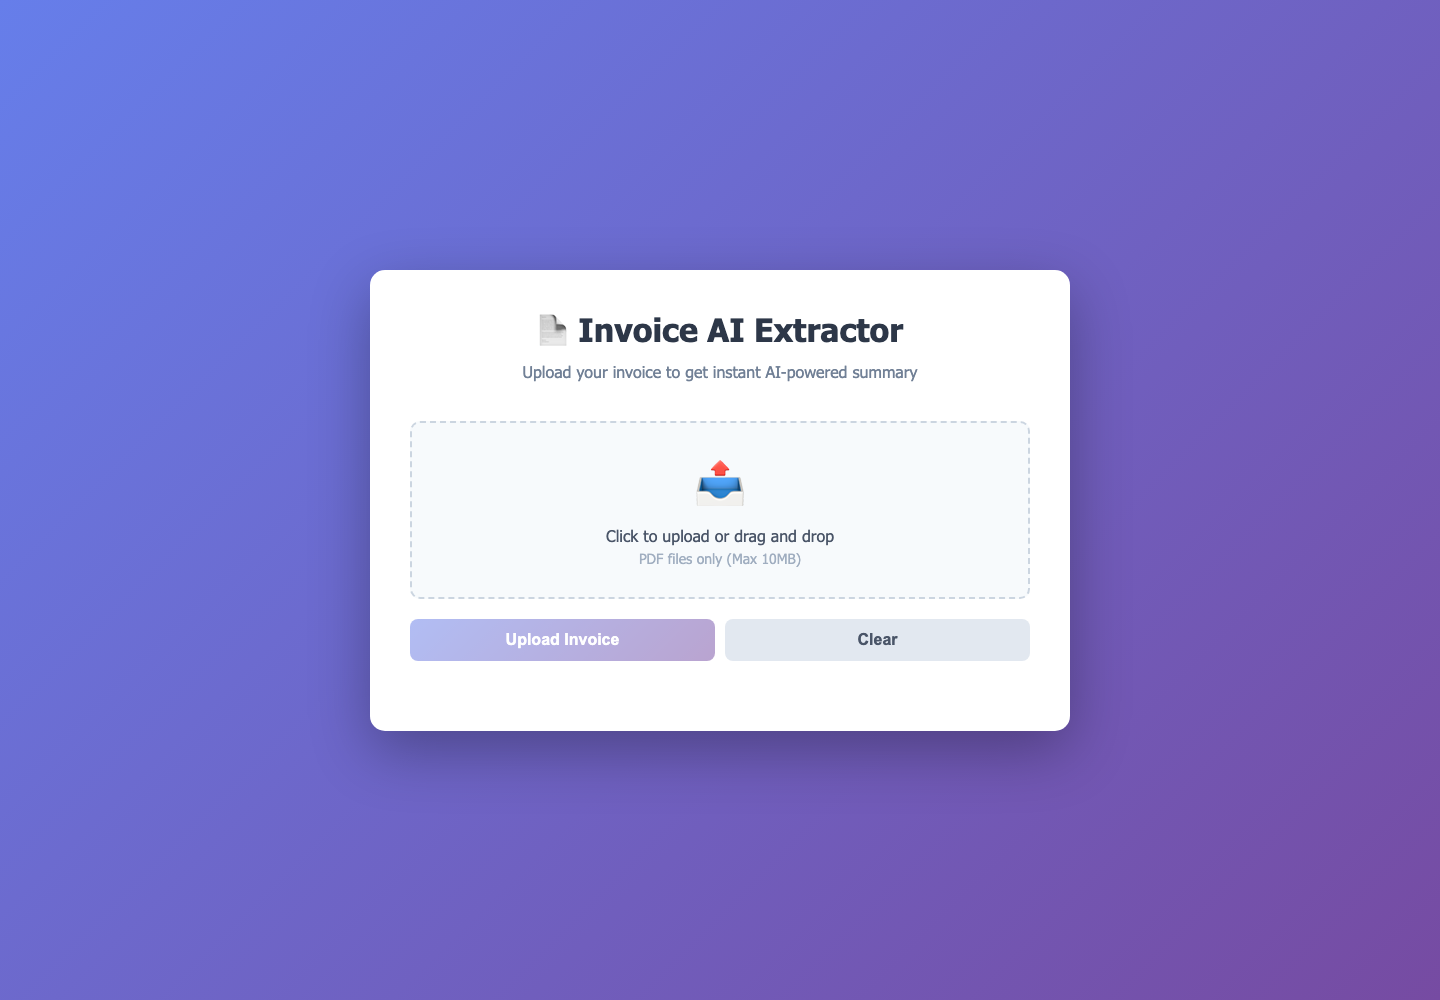 Invoice AI Extractor
Upload your invoice to get instant AI-powered summary
Click to upload or drag and drop
PDF files only (Max 10MB)
Upload Invoice
Clear